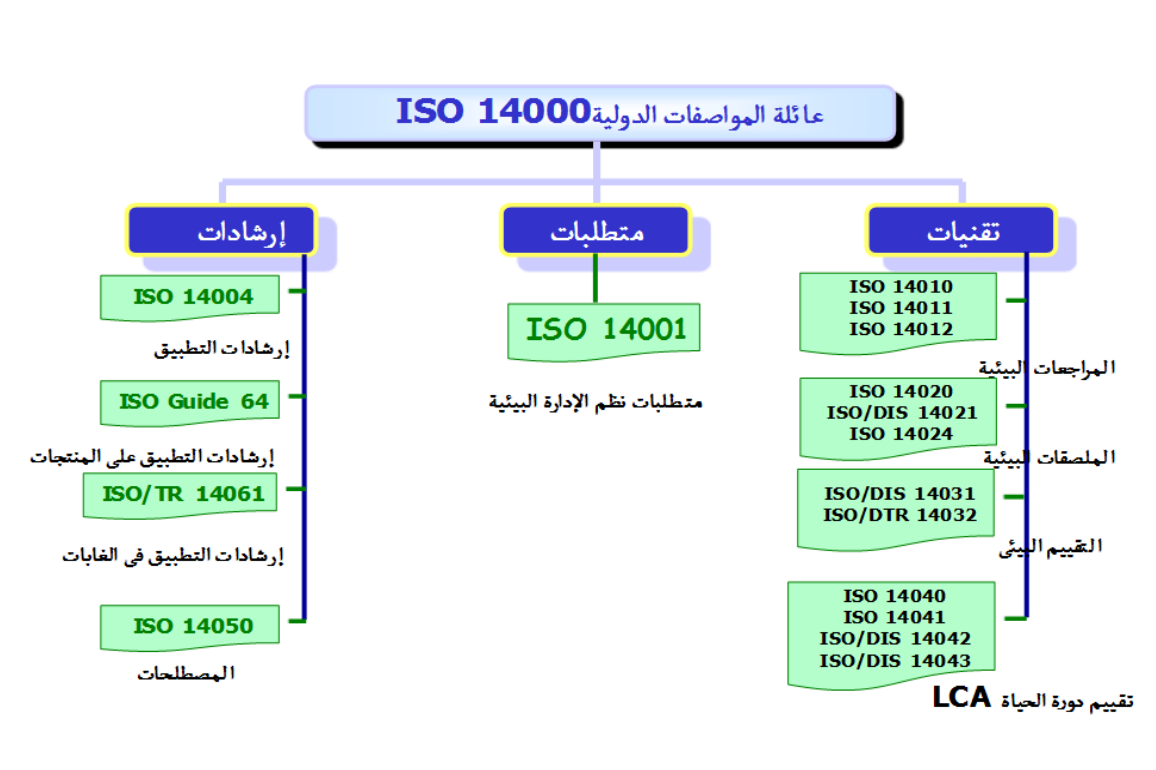 عائلة المواصفات الدولية ISO 14000
تقنيات
ISO 14010
ISO 14011
ISO 14012
المراجعات البيئية
ISO 14020
ISO/DIS 14021
ISO 14024
الملصقات البيئية
ISO/DIS 14031
ISO/DTR 14032
التقييم البيئى
ISO 14040
ISO 14041
ISO/DIS 14042
ISO/DIS 14043
تقييم دورة الحياة LCA
متطلبات
ISO 14001
متطلبات نظم الإدارة البيئية
إرشادات
ISO 14004
إرشادات التطبيق
ISO Guide 64
إرشادات التطبيق على المنتجات
ISO/TR 14061
إرشادات التطبيق فى الغابات
ISO 14050
المصطلحات